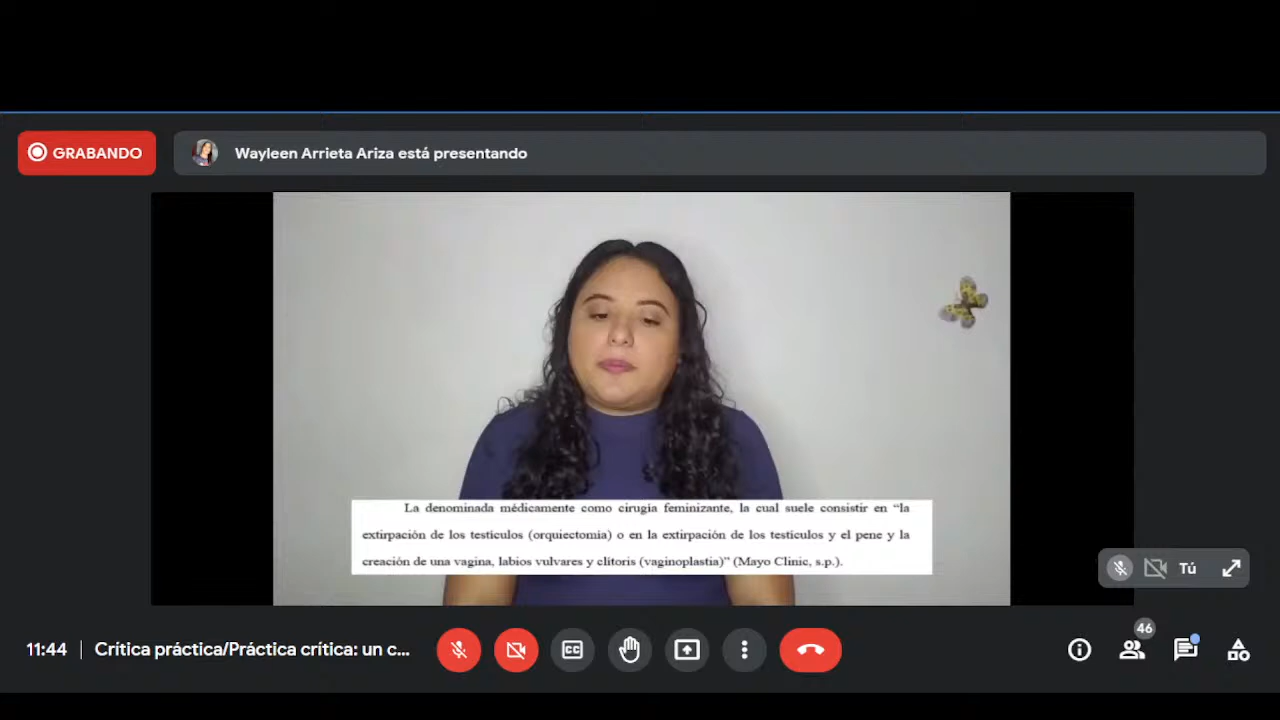 GRABANDO
Wayleen Arrieta Ariza está presentando
La denominada médicamente como cirugía feminizante, la cual suele consistir en “la
extirpación de los testículos (orquiectomía) o en la extirpación de los testículos y el pene y la
creación de una vagina, labios vulvares y clítoris (vaginoplastia)” (Mayo Clinic, s.p.).
Tú
46
11:44
Crítica práctica/Práctica crítica: un c...
CC